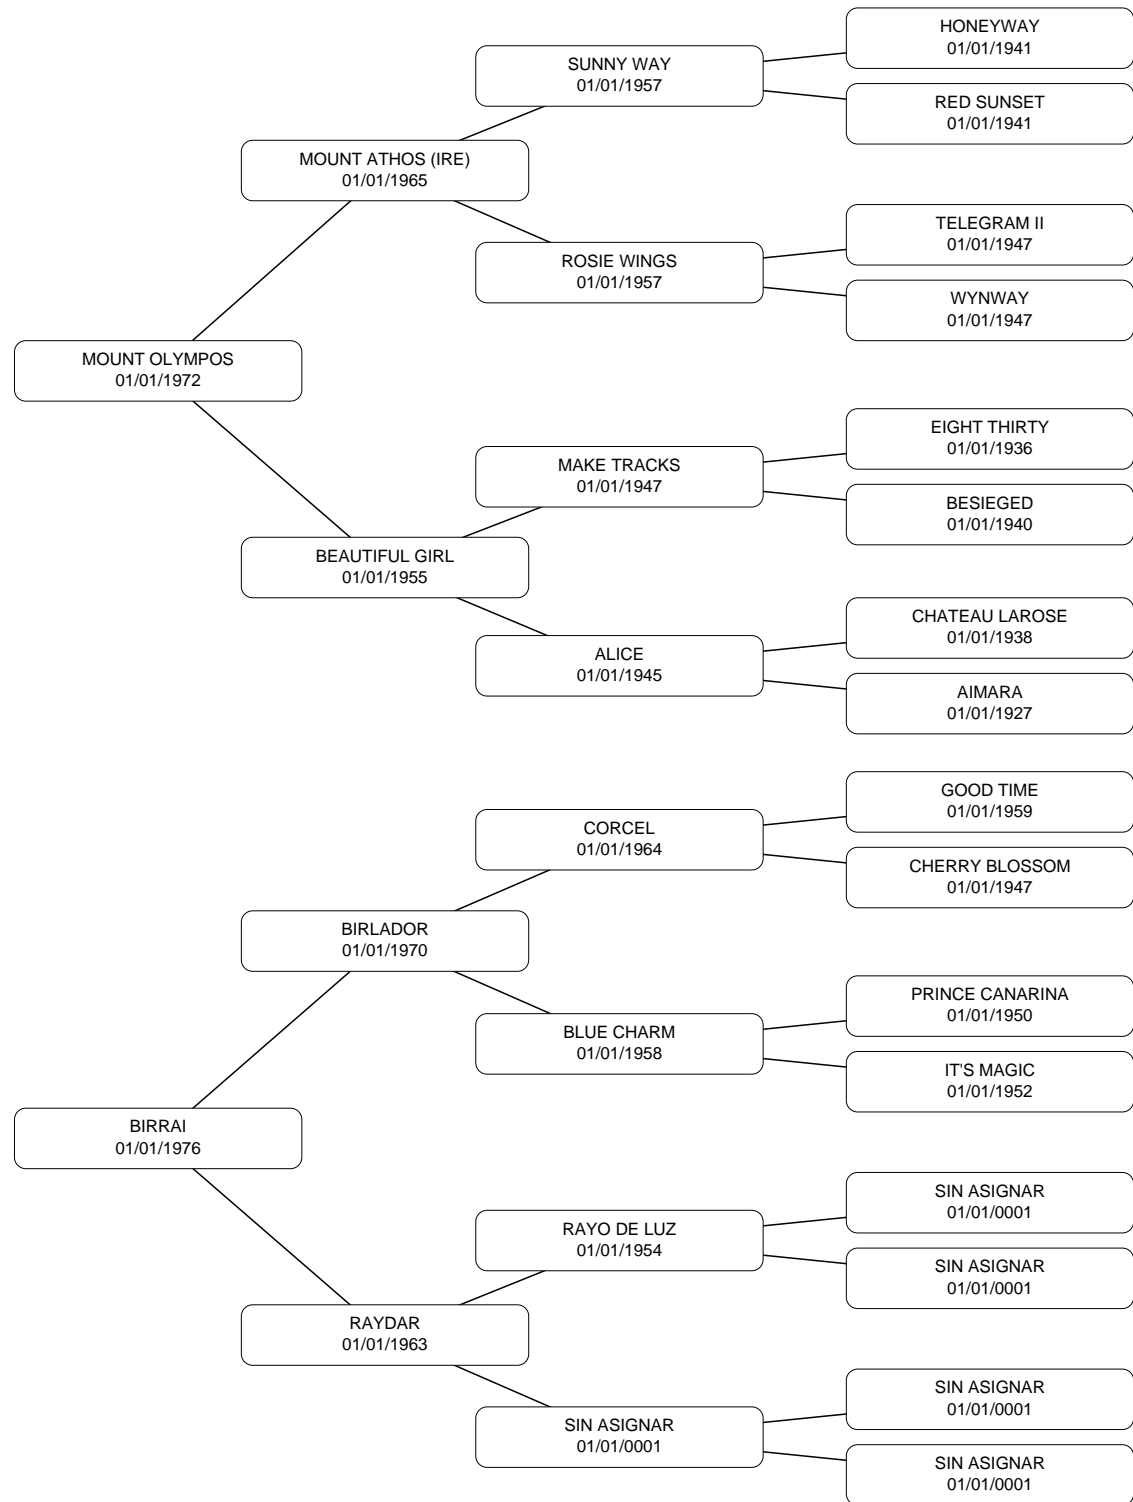 HONEYWAY
01/01/1941
SUNNY WAY
01/01/1957
RED SUNSET
01/01/1941
MOUNT ATHOS (IRE)
01/01/1965
TELEGRAM II
01/01/1947
ROSIE WINGS
01/01/1957
WYNWAY
01/01/1947
MOUNT OLYMPOS
01/01/1972
EIGHT THIRTY
01/01/1936
MAKE TRACKS
01/01/1947
BESIEGED
01/01/1940
BEAUTIFUL GIRL
01/01/1955
CHATEAU LAROSE
01/01/1938
ALICE
01/01/1945
AIMARA
01/01/1927
GOOD TIME
01/01/1959
CORCEL
01/01/1964
CHERRY BLOSSOM
01/01/1947
BIRLADOR
01/01/1970
PRINCE CANARINA
01/01/1950
BLUE CHARM
01/01/1958
IT'S MAGIC
01/01/1952
BIRRAI
01/01/1976
SIN ASIGNAR
01/01/0001
RAYO DE LUZ
01/01/1954
SIN ASIGNAR
01/01/0001
RAYDAR
01/01/1963
SIN ASIGNAR
01/01/0001
SIN ASIGNAR
01/01/0001
SIN ASIGNAR
01/01/0001